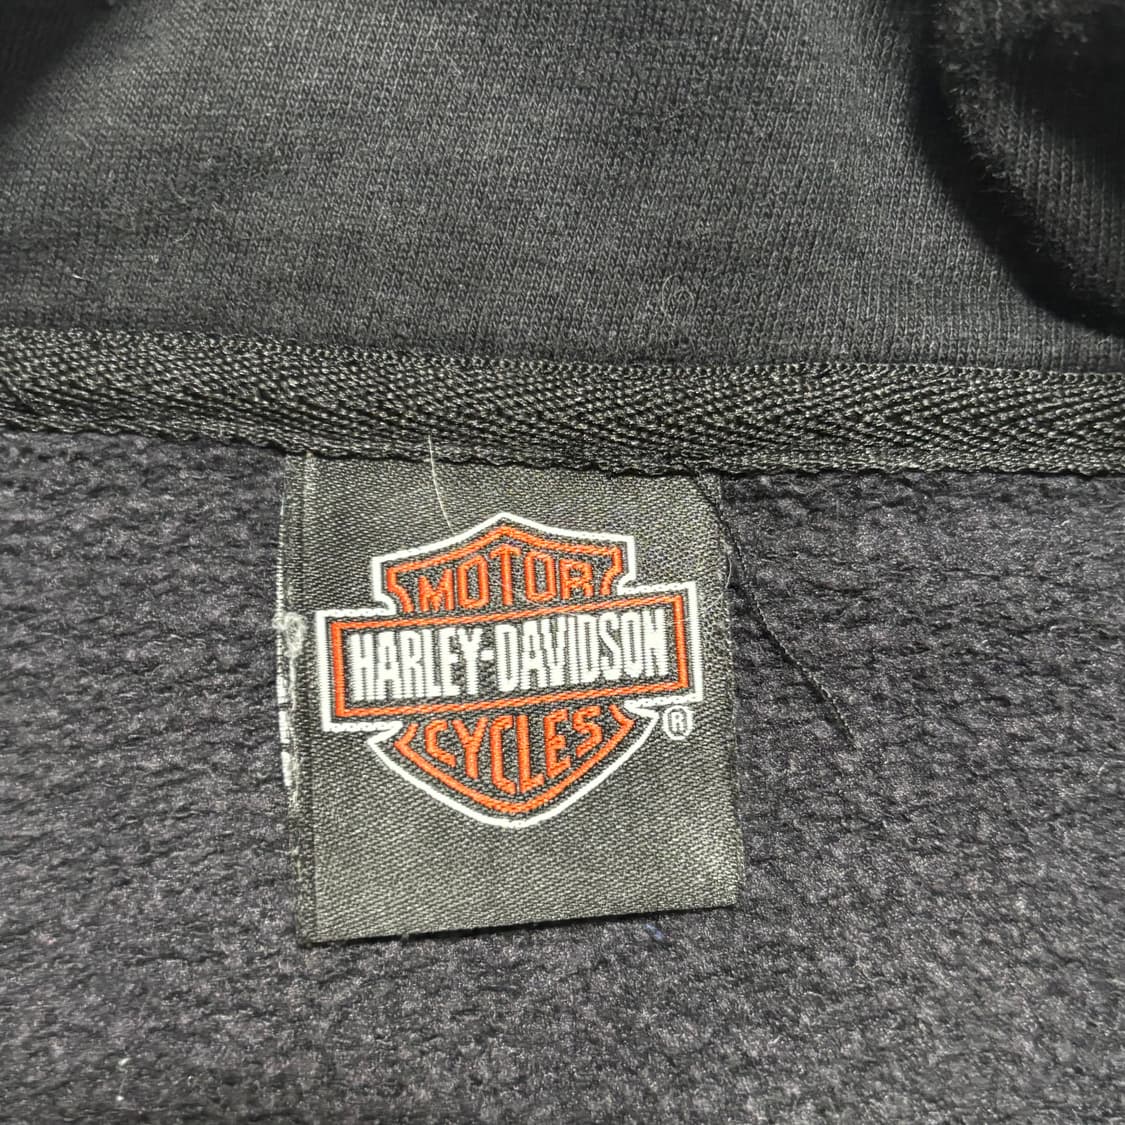 MOTOR
HARLEY-DAVIDSON
CYCLES
®